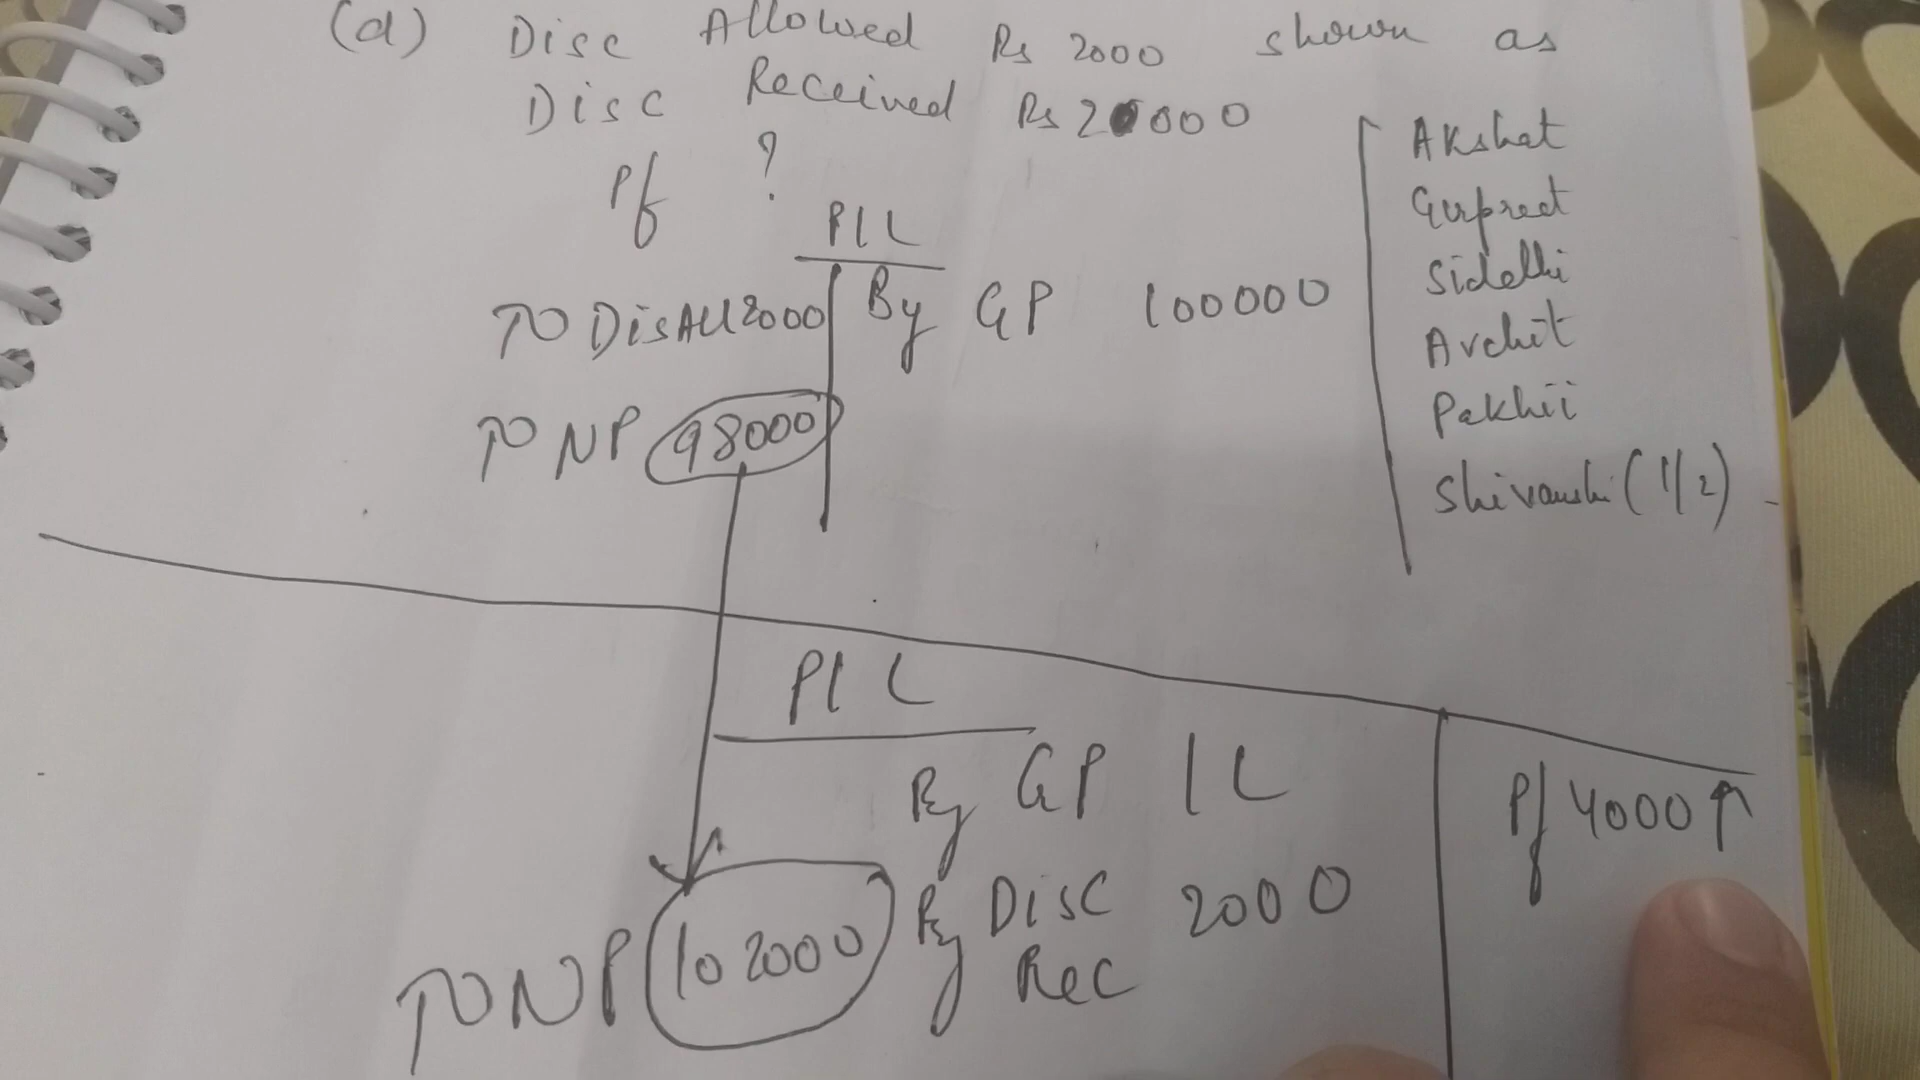 (d) Disc Allowed Rs 2000 shown as
Disc Received Rs 2000
Pf ?
P/L
TO Dis All 2000 By GP 100000
TO NP 98000
Akshat
Gurpreet
Siddhi
Archit
Pakhii
Shivanshi (1/2)
P/L
By GP 1L
By Disc 2000
Rec
TO NP 102000
Pf 4000 ↑